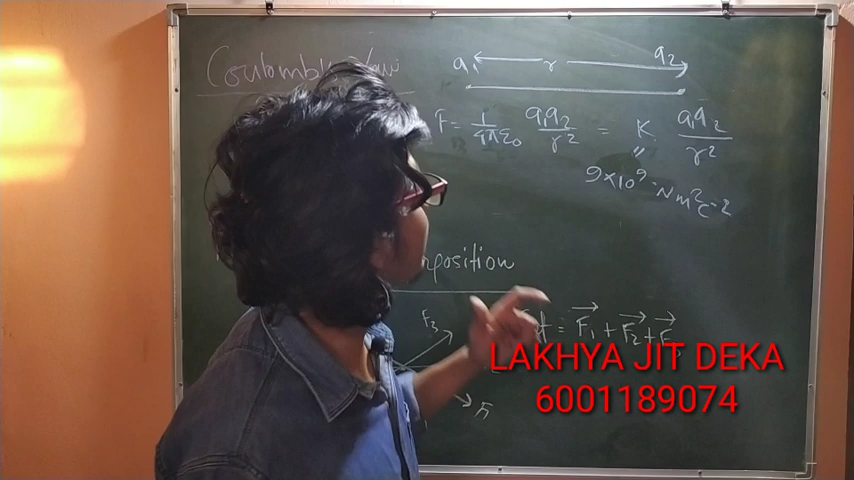 Coulomb's law
q₁ r q₂
F = 1/4πε₀ q₁q₂/r² = K q₁q₂/r²
9×10⁹ Nm²C⁻²
position
F₃
= F₁ + F₂ + F
LAKHYA JIT DEKA
6001189074